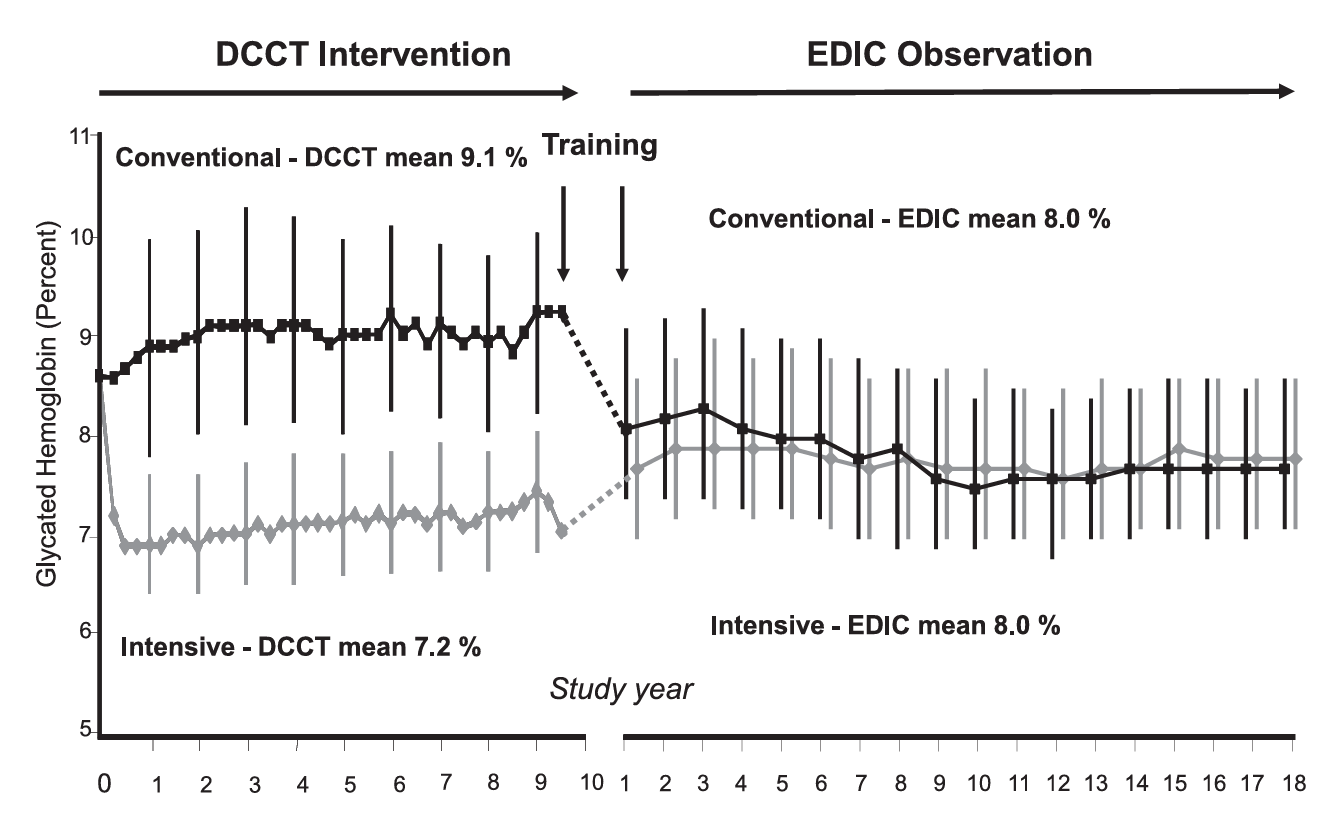 DCCT Intervention
EDIC Observation
Training
Conventional - DCCT mean 9.1 %
Conventional - EDIC mean 8.0 %
Glycated Hemoglobin (Percent)
11
10
9
8
7
6
5
Intensive - DCCT mean 7.2 %
Intensive - EDIC mean 8.0 %
Study year
0 1 2 3 4 5 6 7 8 9 10 1 2 3 4 5 6 7 8 9 10 11 12 13 14 15 16 17 18